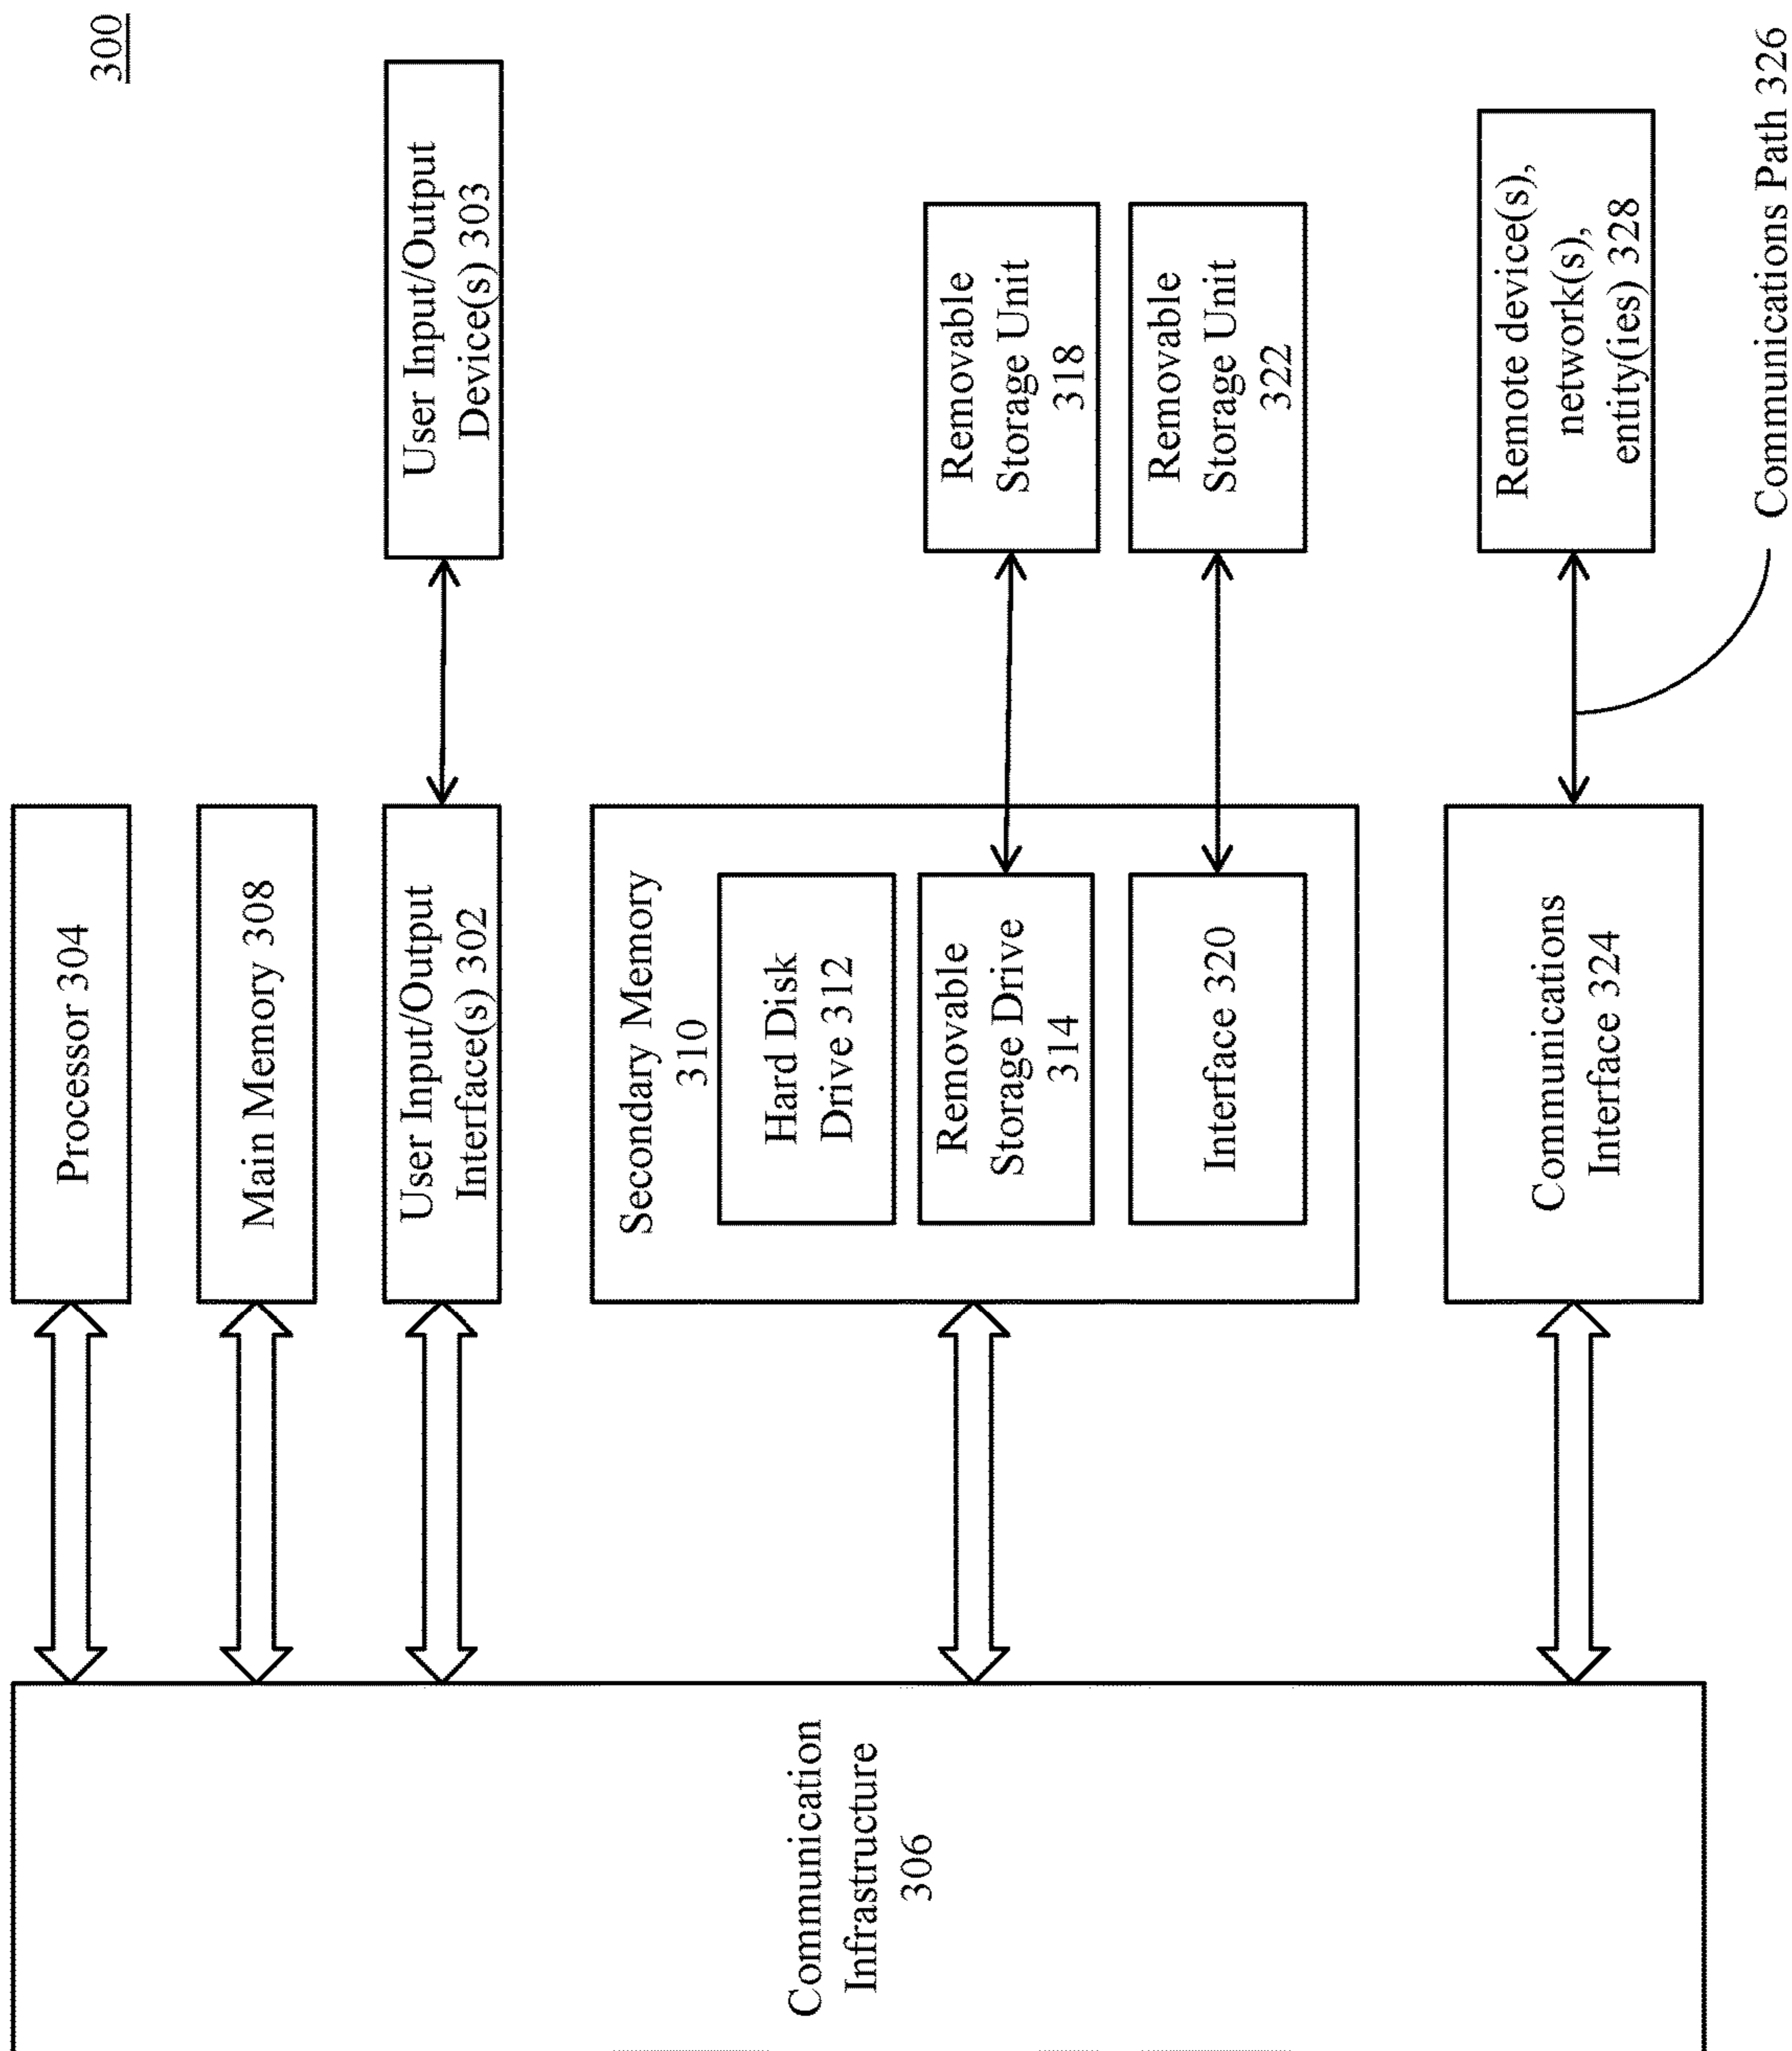 300
Processor 304
Main Memory 308
User Input/Output
Interface(s) 302
User Input/Output
Device(s) 303
Secondary Memory
310
Hard Disk
Drive 312
Removable
Storage Drive
314
Interface 320
Removable
Storage Unit
318
Removable
Storage Unit
322
Communications
Interface 324
Remote device(s),
network(s),
entity(ies) 328
Communications Path 326
Communication
Infrastructure
306